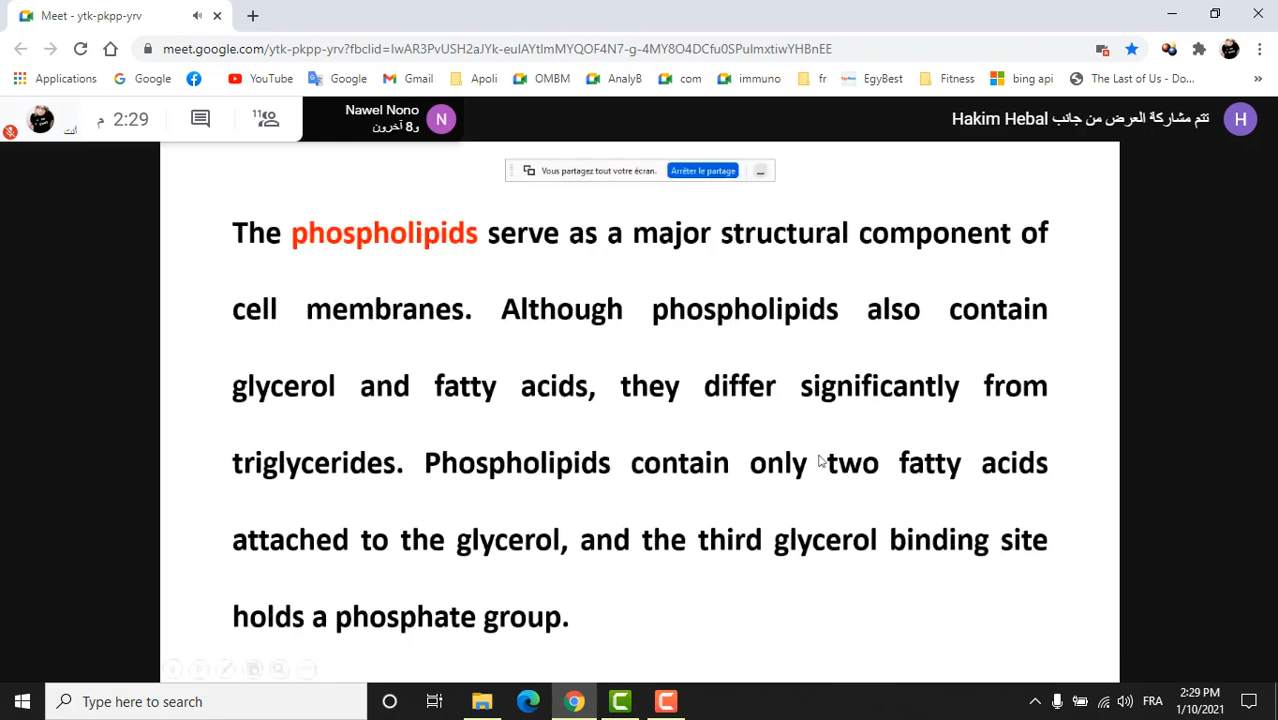 Meet - ytk-pkpp-yrv
meet.google.com/ytk-pkpp-yrv?fbclid=IwAR3PvUSH2aJYk-eulAYtlmMYQOF4N7-g-4MY8O4DCfu0SPulmxtiwYHBnEE
Applications Google YouTube Google Gmail Apoli OMBM AnalyB com immuno fr EgyBest Fitness bing api The Last of Us - Do... »
أنت 2:29 م 11 Nawel Nono N تتم مشاركة العرض من جانب Hakim Hebal H
و8 آخرون
Vous partagez tout votre écran. Arrêter le partage
The phospholipids serve as a major structural component of
cell membranes. Although phospholipids also contain
glycerol and fatty acids, they differ significantly from
triglycerides. Phospholipids contain only two fatty acids
attached to the glycerol, and the third glycerol binding site
holds a phosphate group.
Type here to search FRA 2:29 PM
1/10/2021